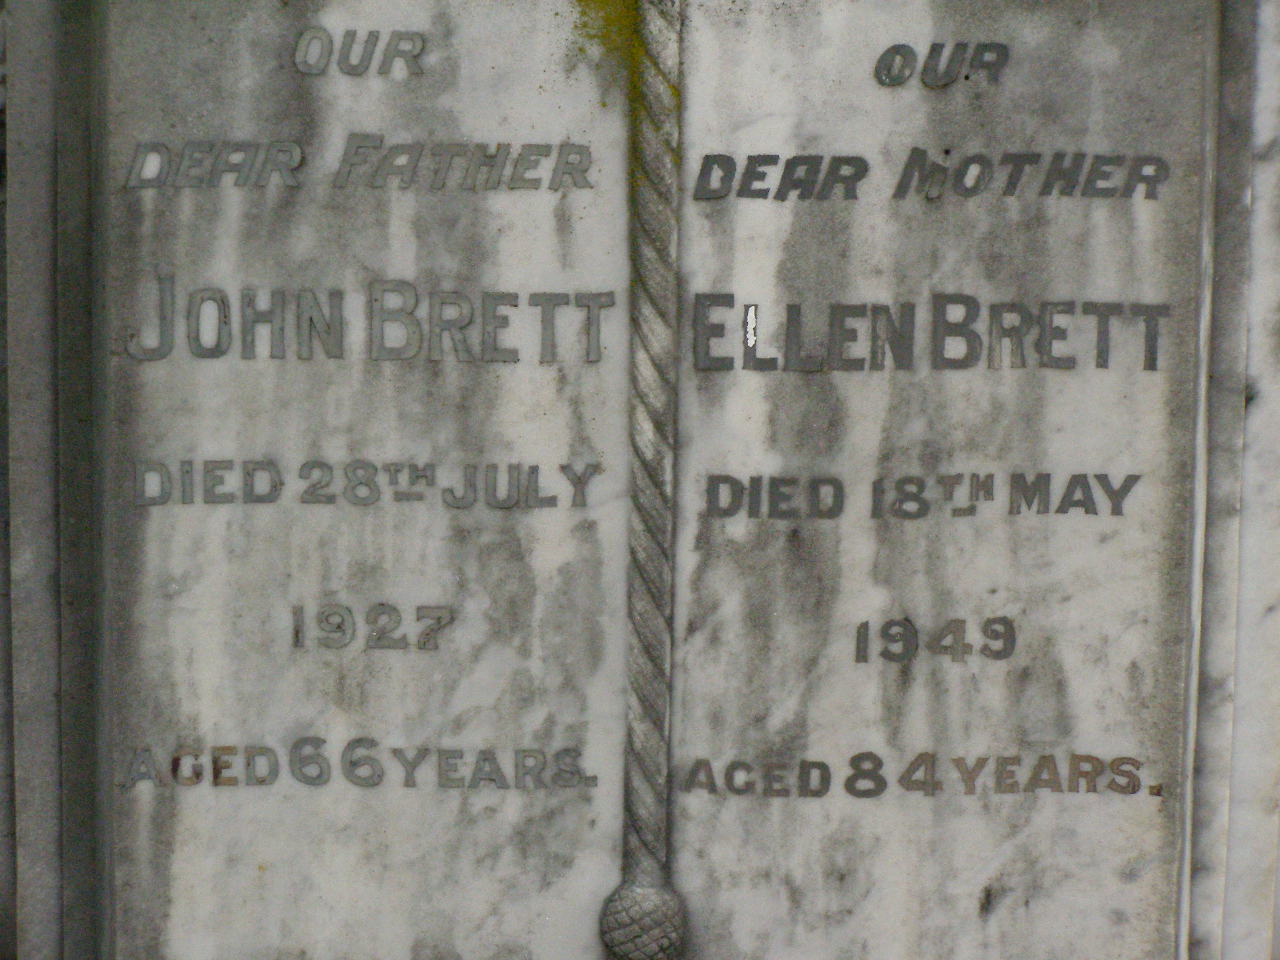 OUR
DEAR FATHER
JOHN BRETT
DIED 28TH JULY
1927
AGED 66 YEARS.
OUR
DEAR MOTHER
ELLEN BRETT
DIED 18TH MAY
1949
AGED 84 YEARS.